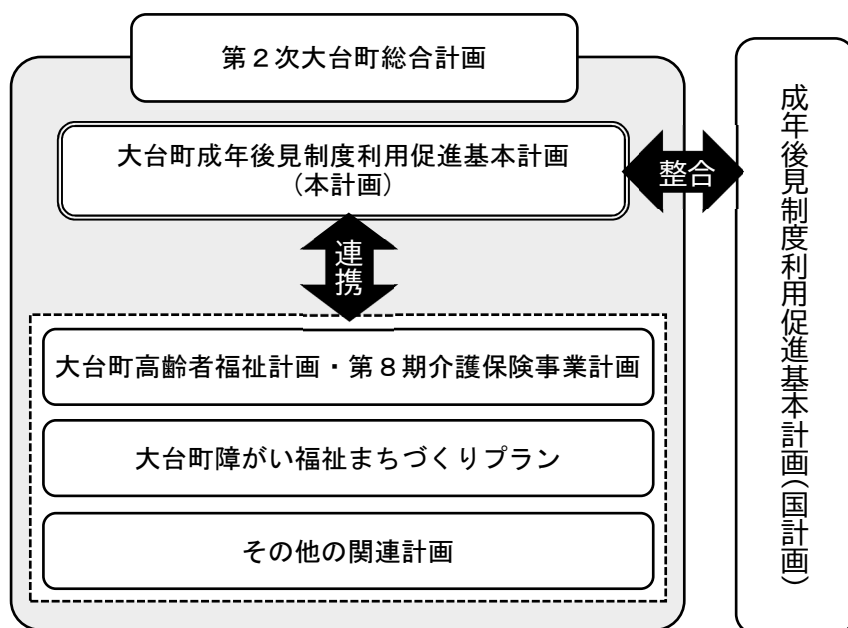 第２次大台町総合計画
大台町成年後見制度利用促進基本計画
(本計画)
整合
連携
大台町高齢者福祉計画・第８期介護保険事業計画
大台町障がい福祉まちづくりプラン
その他の関連計画
成年後見制度利用促進基本計画(国計画)